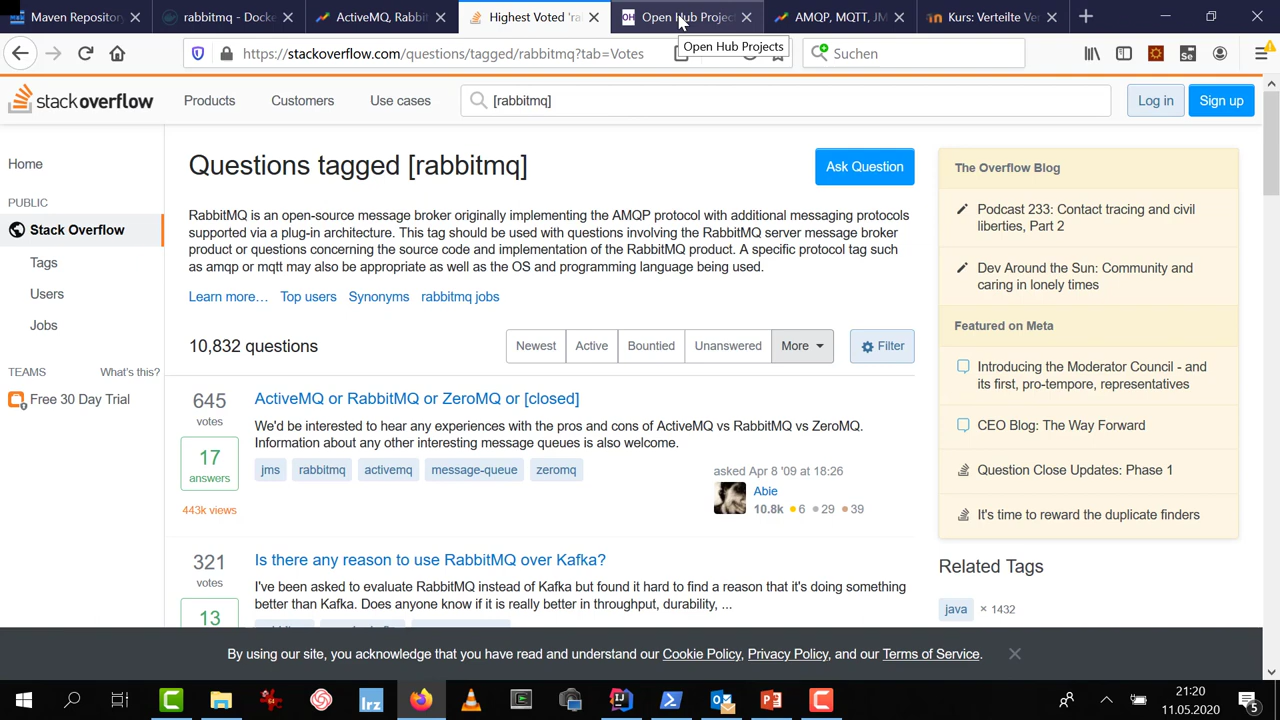 Maven Repository
rabbitmq - Docke
ActiveMQ, Rabbit
Highest Voted 'ra
Open Hub Project
AMQP, MQTT, JM
Kurs: Verteilte Ve
Open Hub Projects
https://stackoverflow.com/questions/tagged/rabbitmq?tab=Votes
Suchen
stackoverflow
Products
Customers
Use cases
[rabbitmq]
Log in
Sign up
Home
PUBLIC
Stack Overflow
Tags
Users
Jobs
TEAMS
What's this?
Free 30 Day Trial
Questions tagged [rabbitmq]
Ask Question
RabbitMQ is an open-source message broker originally implementing the AMQP protocol with additional messaging protocols
supported via a plug-in architecture. This tag should be used with questions involving the RabbitMQ server message broker
product or questions concerning the source code and implementation of the RabbitMQ product. A specific protocol tag such
as amqp or mqtt may also be appropriate as well as the OS and programming language being used.
Learn more… Top users Synonyms rabbitmq jobs
10,832 questions
Newest
Active
Bountied
Unanswered
More
Filter
645
votes
17
answers
443k views
ActiveMQ or RabbitMQ or ZeroMQ or [closed]
We'd be interested to hear any experiences with the pros and cons of ActiveMQ vs RabbitMQ vs ZeroMQ.
Information about any other interesting message queues is also welcome.
jms rabbitmq activemq message-queue zeromq
asked Apr 8 '09 at 18:26
Abie
10.8k 6 29 39
321
votes
13
Is there any reason to use RabbitMQ over Kafka?
I've been asked to evaluate RabbitMQ instead of Kafka but found it hard to find a reason that it's doing something
better than Kafka. Does anyone know if it is really better in throughput, durability, ...
The Overflow Blog
Podcast 233: Contact tracing and civil
liberties, Part 2
Dev Around the Sun: Community and
caring in lonely times
Featured on Meta
Introducing the Moderator Council - and
its first, pro-tempore, representatives
CEO Blog: The Way Forward
Question Close Updates: Phase 1
It's time to reward the duplicate finders
Related Tags
java × 1432
By using our site, you acknowledge that you have read and understand our Cookie Policy, Privacy Policy, and our Terms of Service.
lrz
21:20
11.05.2020
5